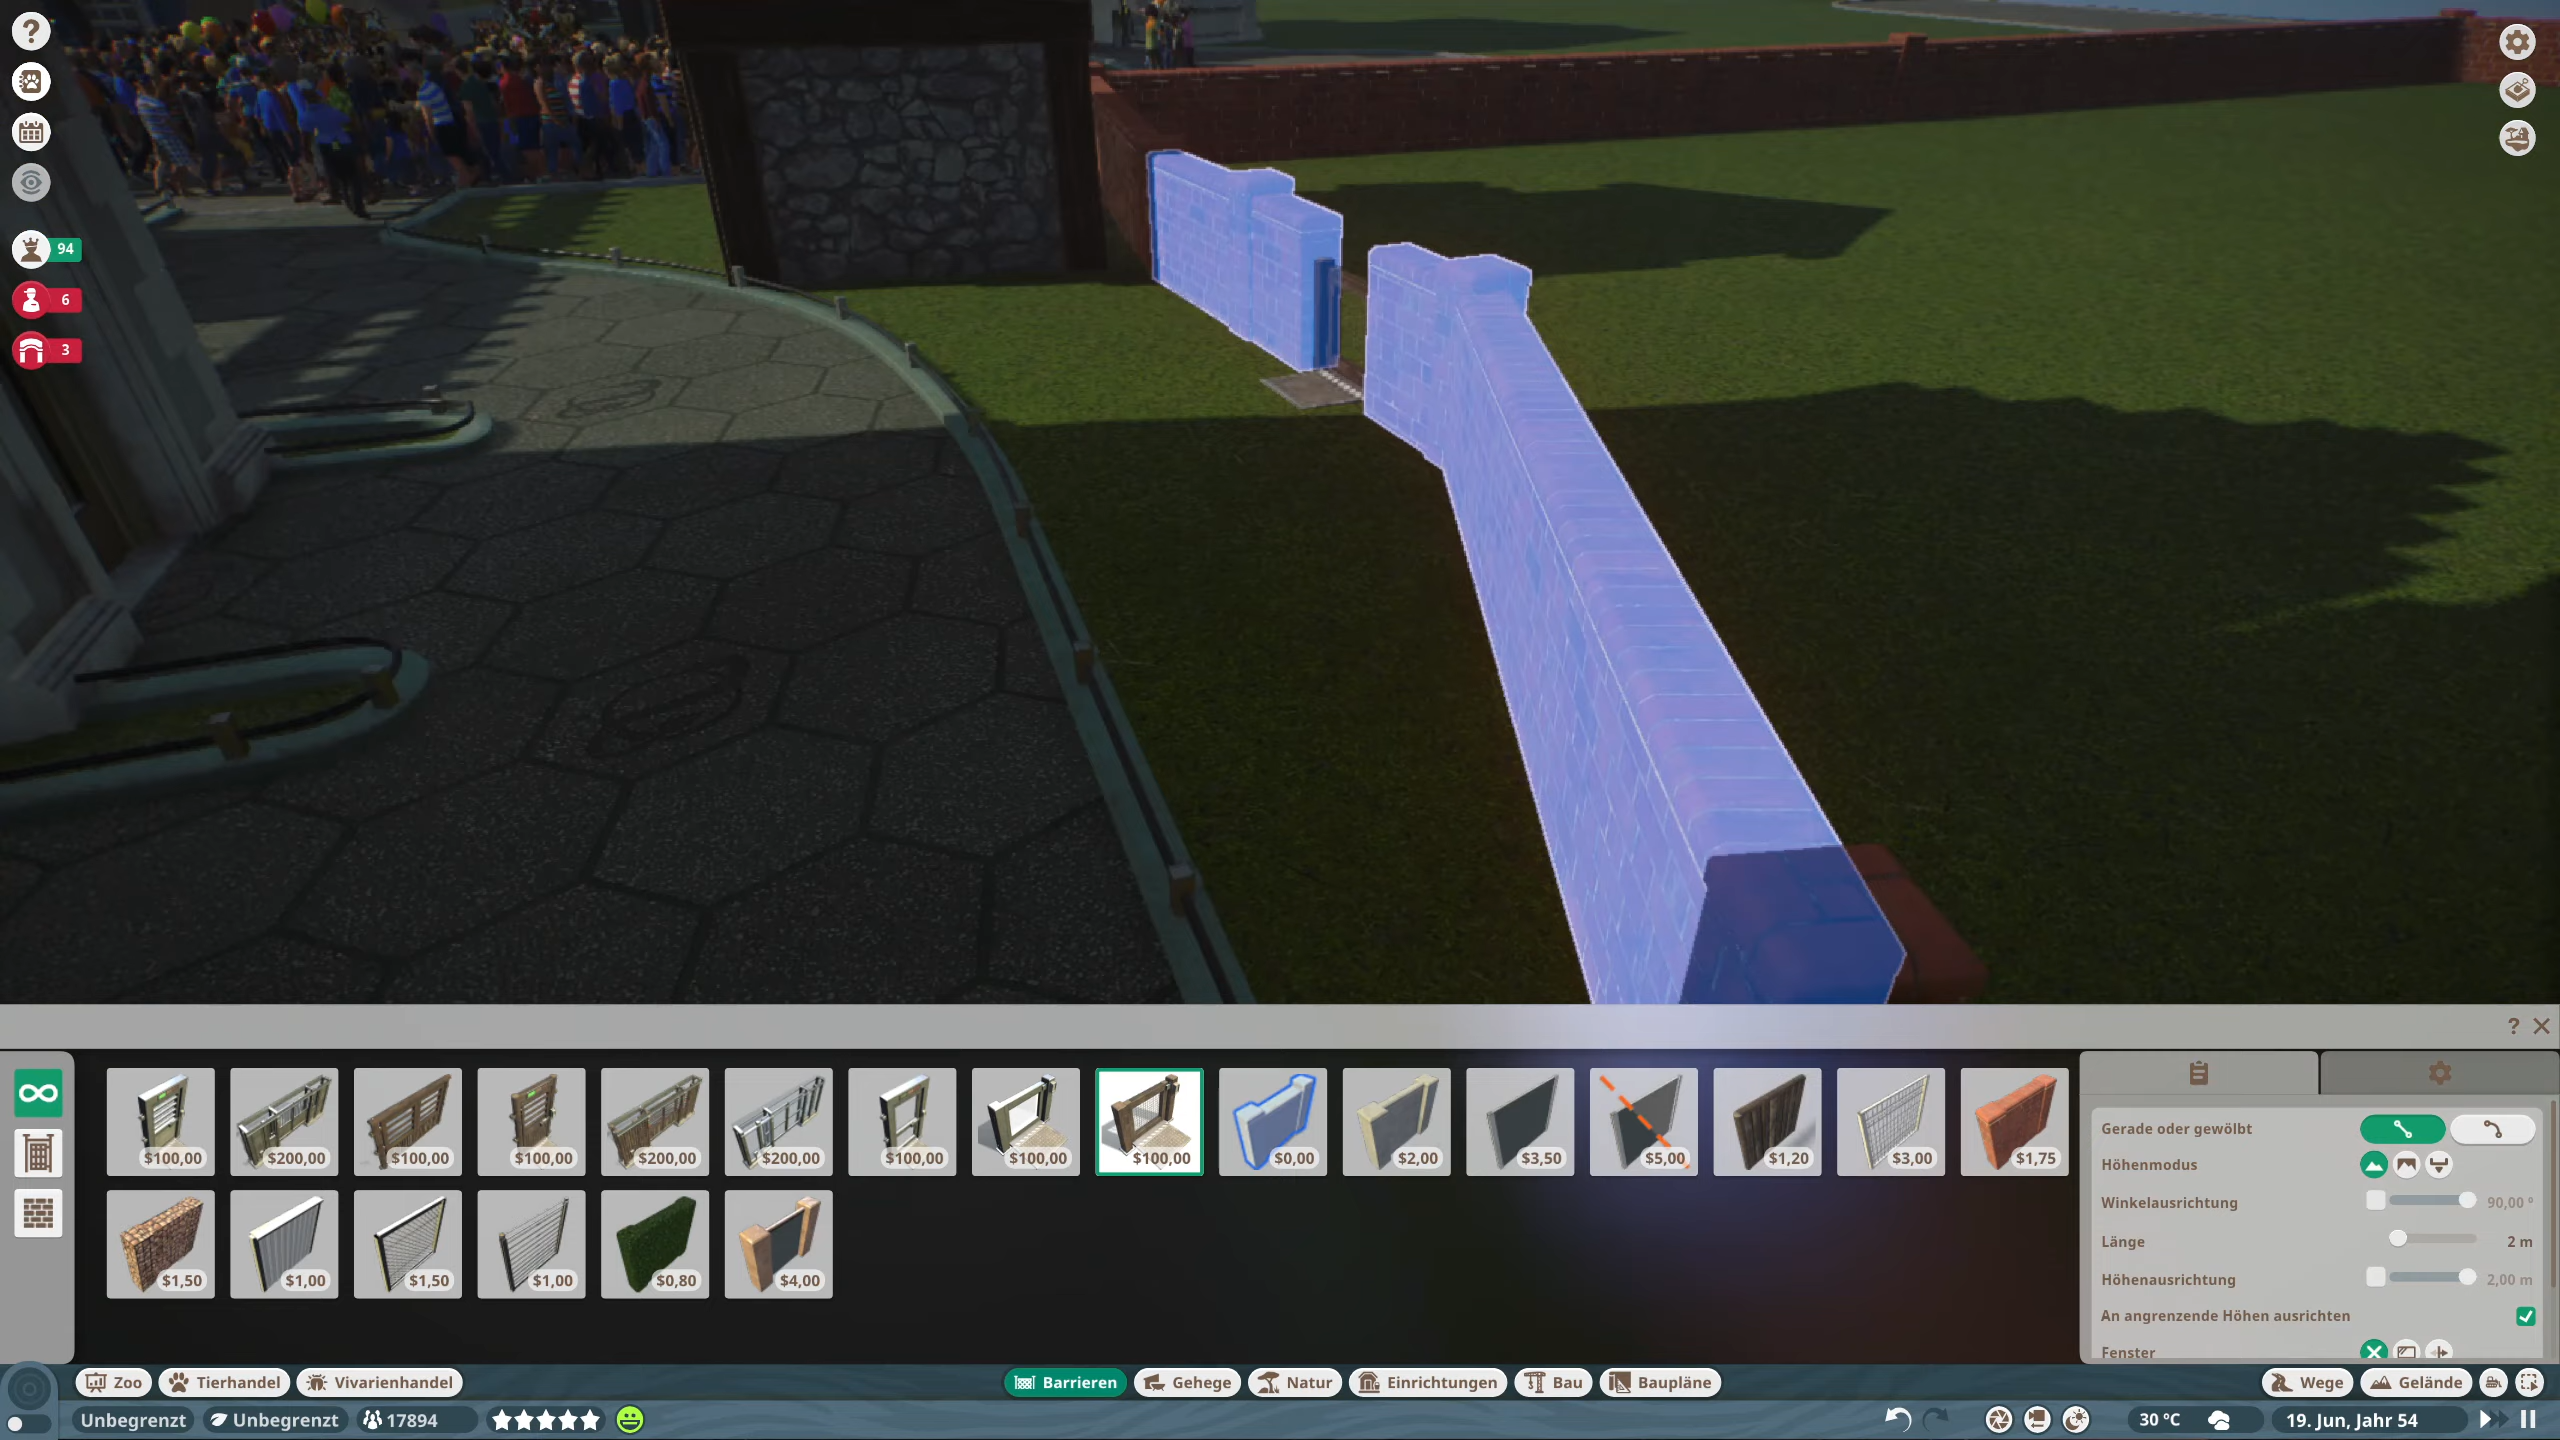 ?
94
6
3
?
$100,00 $200,00 $100,00 $100,00 $200,00 $200,00 $100,00 $100,00 $100,00 $0,00 $2,00 $3,50 $5,00 $1,20 $3,00 $1,75
$1,50 $1,00 $1,50 $1,00 $0,80 $4,00
Gerade oder gewölbt
Höhenmodus
Winkelausrichtung 90,00 °
Länge 2 m
Höhenausrichtung 2,00 m
An angrenzende Höhen ausrichten
Fenster
Zoo Tierhandel Vivarienhandel Barrieren Gehege Natur Einrichtungen Bau Baupläne Wege Gelände
Unbegrenzt Unbegrenzt 17894 30 °C 19. Jun, Jahr 54